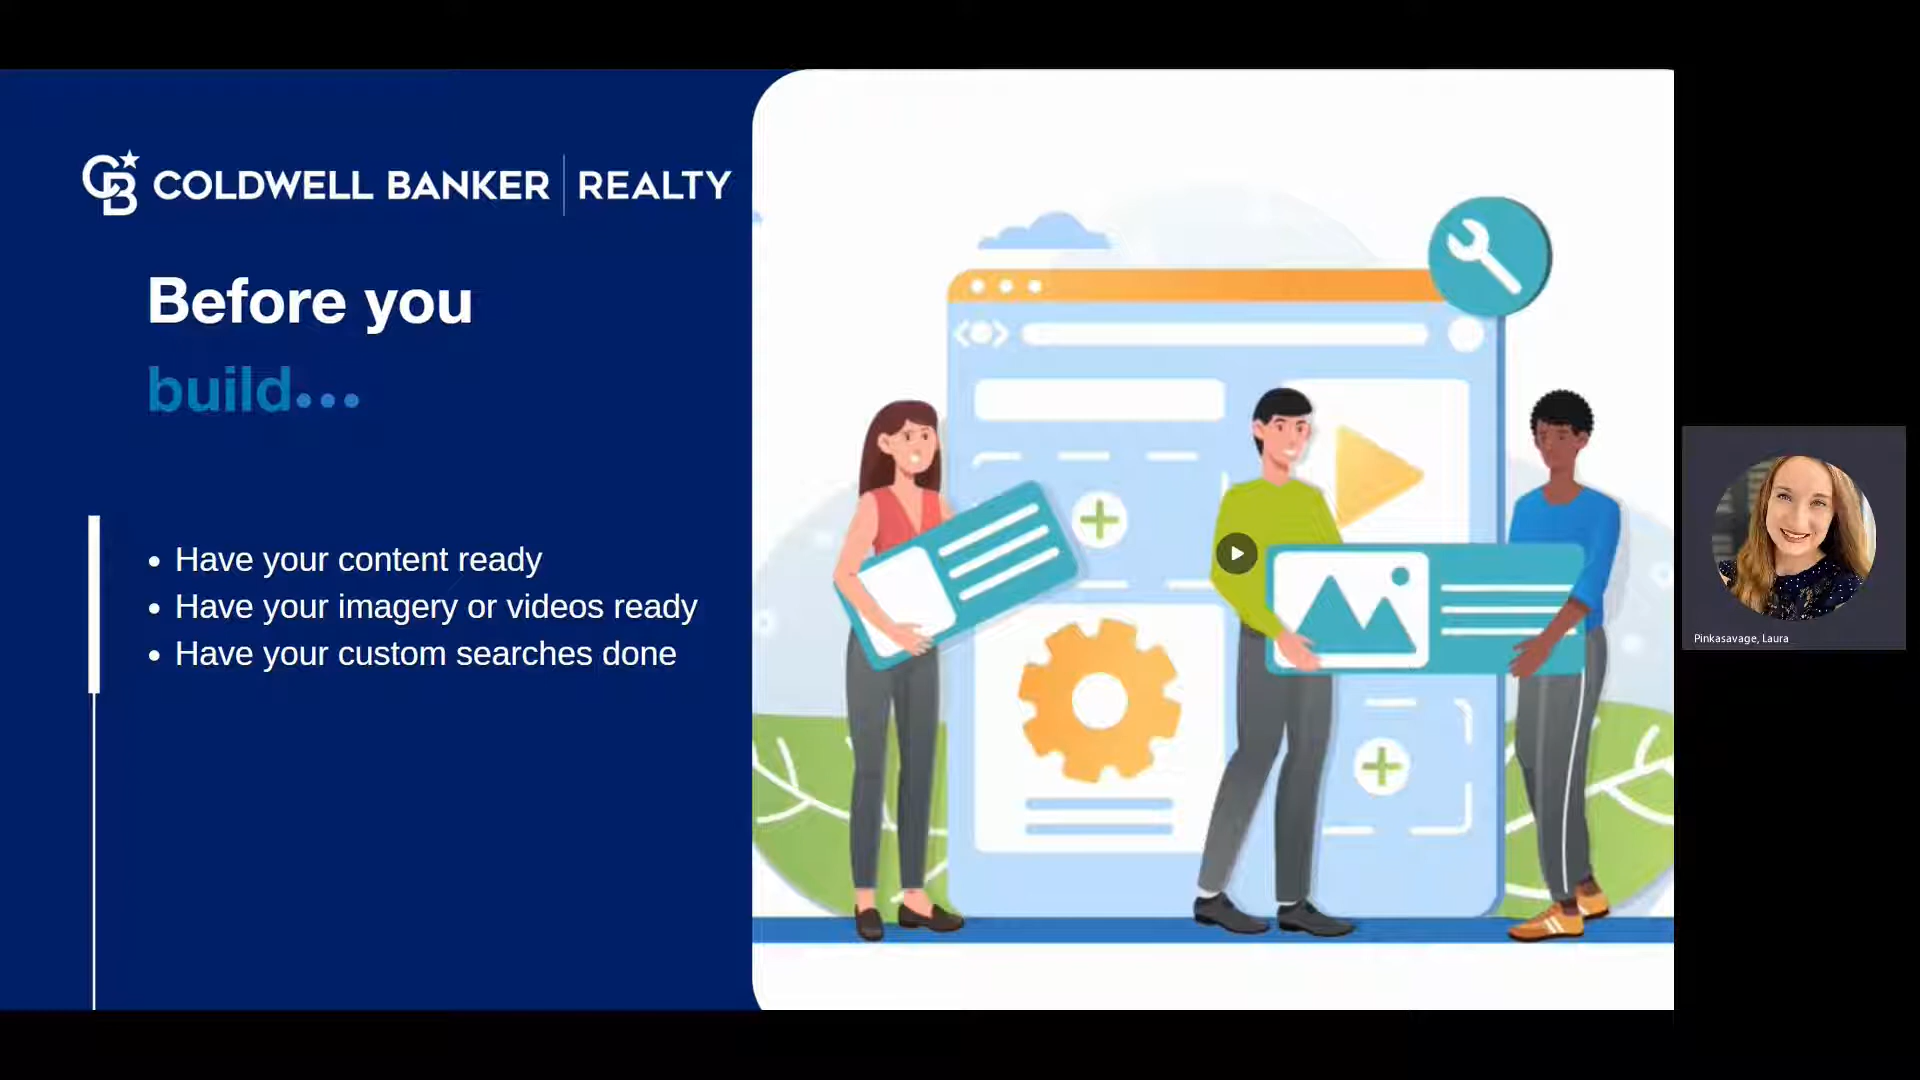 CB COLDWELL BANKER | REALTY
Before you
build...
• Have your content ready
• Have your imagery or videos ready
• Have your custom searches done
Pinkasavage, Laura